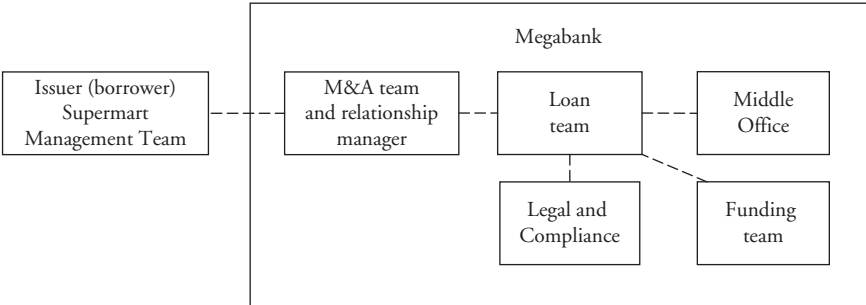 Megabank
Issuer (borrower)
Supermart
Management Team
M&A team
and relationship
manager
Loan
team
Middle
Office
Legal and
Compliance
Funding
team